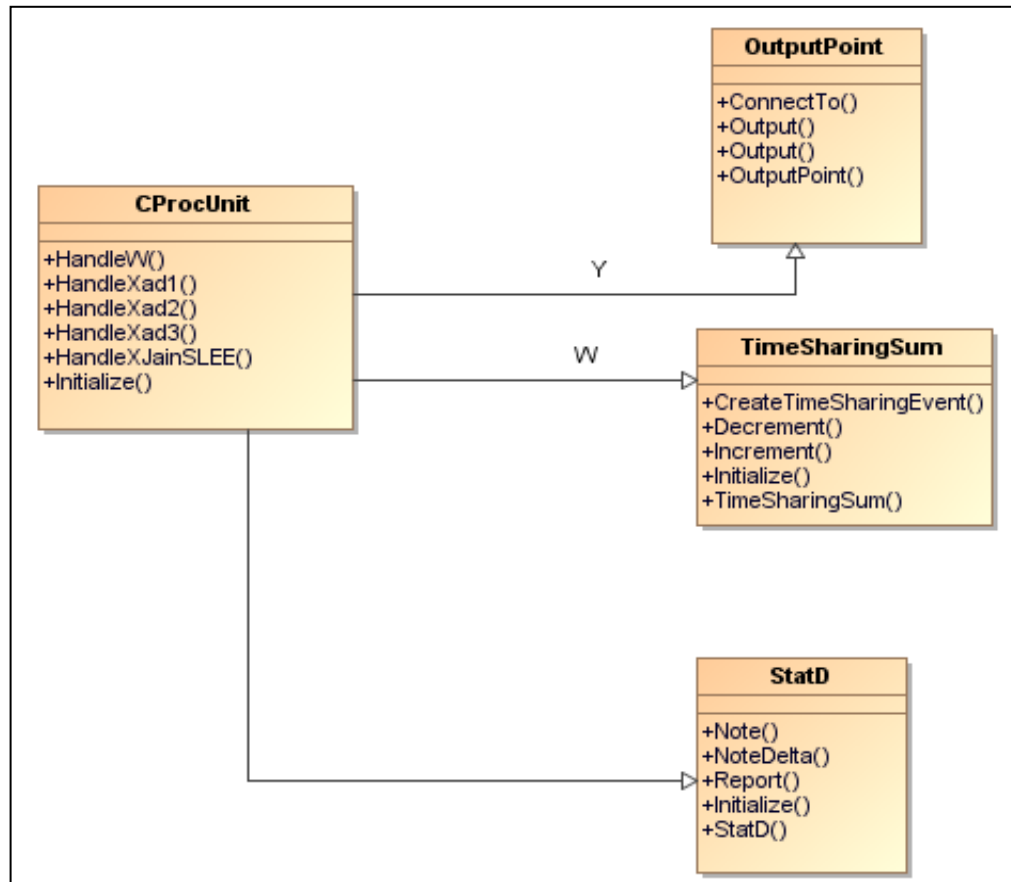 OutputPoint
+ConnectTo()
+Output()
+Output()
+OutputPoint()
CProcUnit
+HandleW()
+HandleXad1()
+HandleXad2()
+HandleXad3()
+HandleXJainSLEE()
+Initialize()
Y
W
TimeSharingSum
+CreateTimeSharingEvent()
+Decrement()
+Increment()
+Initialize()
+TimeSharingSum()
StatD
+Note()
+NoteDelta()
+Report()
+Initialize()
+StatD()